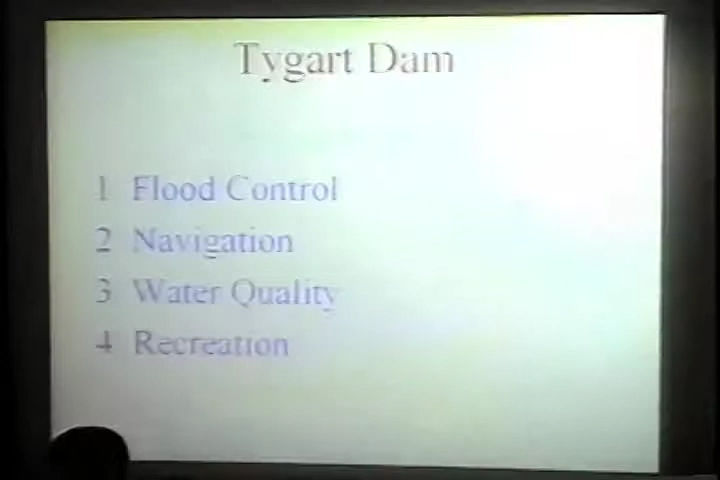 Tygart Dam
1 Flood Control
2 Navigation
3 Water Quality
4 Recreation